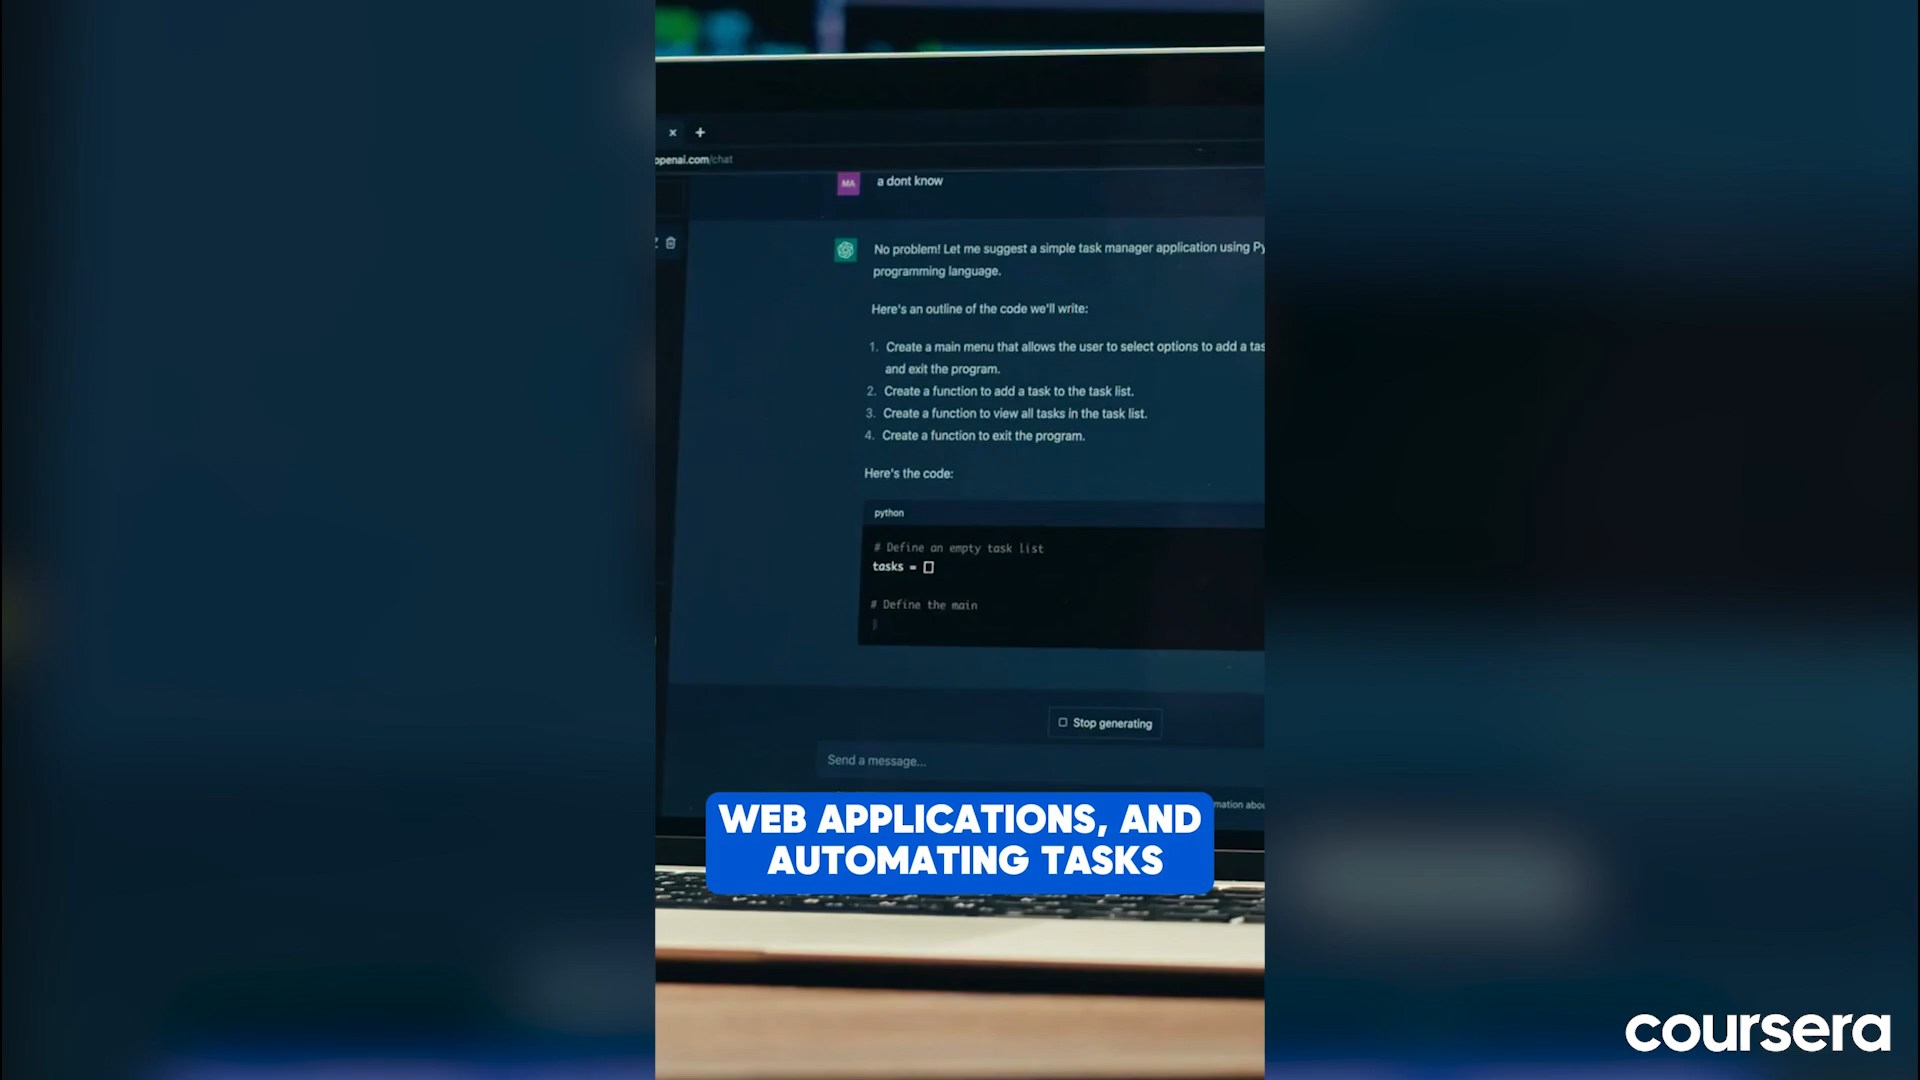 openai.com/chat
MA a dont know
No problem! Let me suggest a simple task manager application using
programming language.
Here's an outline of the code we'll write:
1. Create a main menu that allows the user to select options to add a
and exit the program.
2. Create a function to add a task to the task list.
3. Create a function to view all tasks in the task list.
4. Create a function to exit the program.
Here's the code:
python
# Define an empty task list
tasks = []
# Define the main
Stop generating
Send a message...
WEB APPLICATIONS, AND
AUTOMATING TASKS
coursera